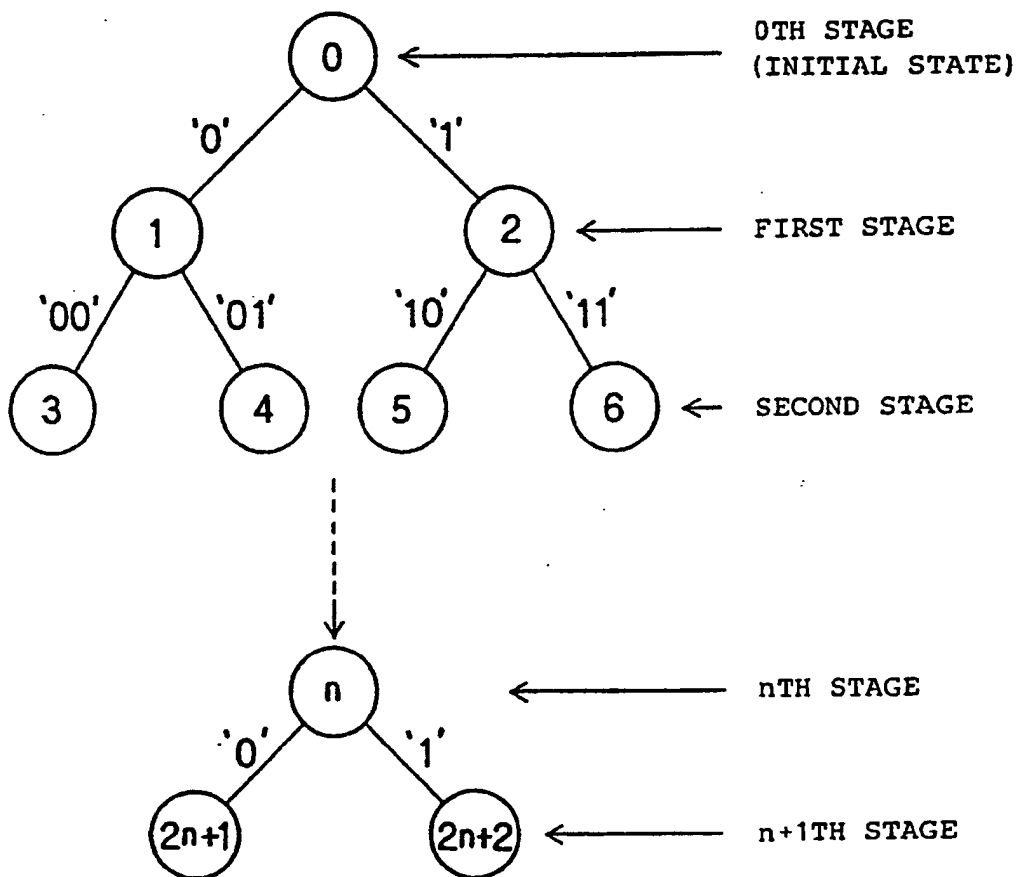 0TH STAGE
(INITIAL STATE)
0
'0' '1'
1 2
FIRST STAGE
'00' '01' '10' '11'
3 4 5 6
SECOND STAGE
n
nTH STAGE
'0' '1'
2n+1 2n+2
n+1TH STAGE